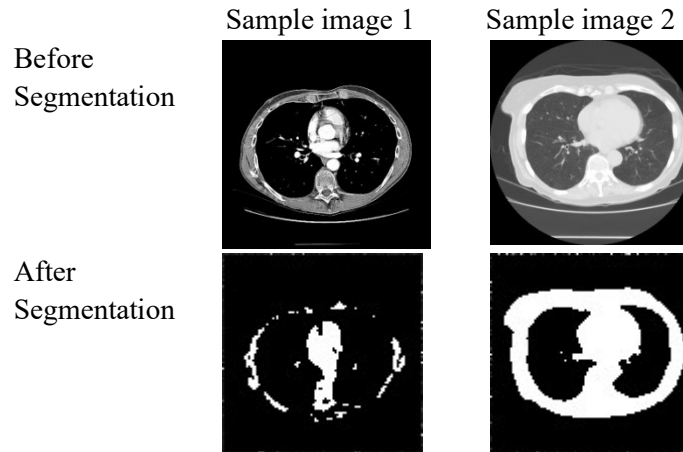 Sample image 1
Sample image 2
Before
Segmentation
After
Segmentation